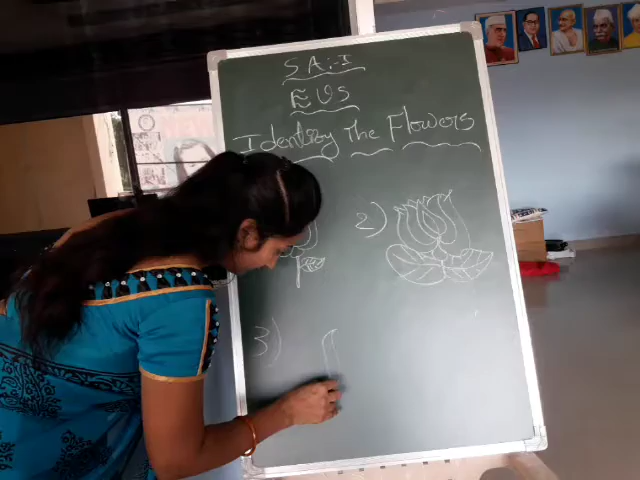 S A :- I
EVS
Identify The Flowers
2)
3)